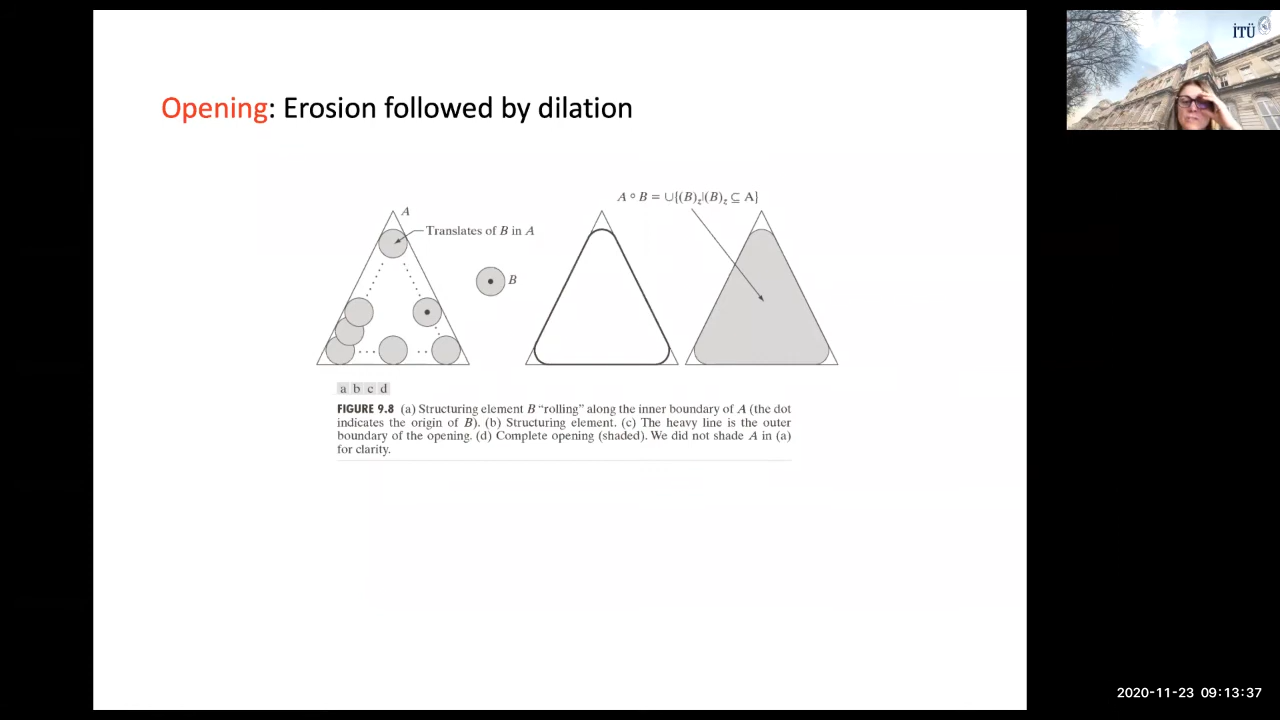 İTÜ
Opening: Erosion followed by dilation
A ∘ B = ∪{(B)z|(B)z ⊆ A}
A
Translates of B in A
B
a b c d
FIGURE 9.8 (a) Structuring element B “rolling” along the inner boundary of A (the dot
indicates the origin of B). (b) Structuring element. (c) The heavy line is the outer
boundary of the opening. (d) Complete opening (shaded). We did not shade A in (a)
for clarity.
2020-11-23 09:13:37